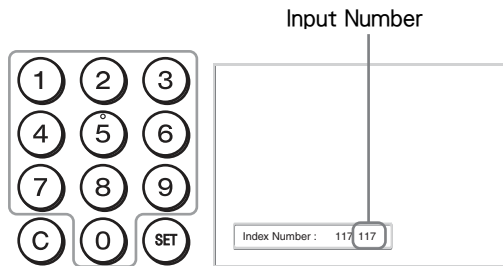 Input Number
1 2 3
4 5 6
7 8 9
C 0 SET
Index Number : 117 117